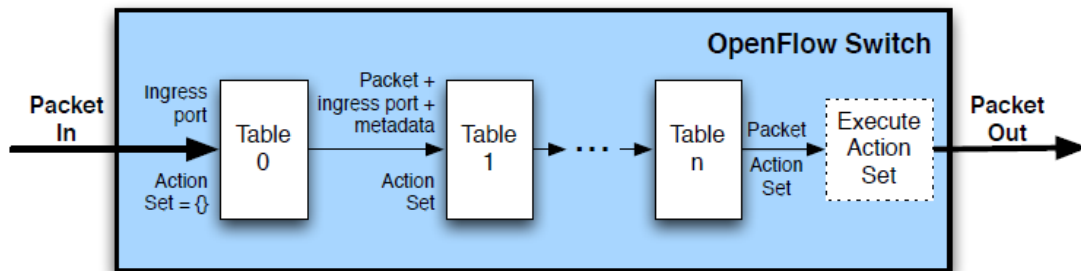 OpenFlow Switch
Packet
In
Ingress
port
Action
Set = {}
Table
0
Packet +
ingress port +
metadata
Action
Set
Table
1
...
Table
n
Packet
Action
Set
Execute
Action
Set
Packet
Out